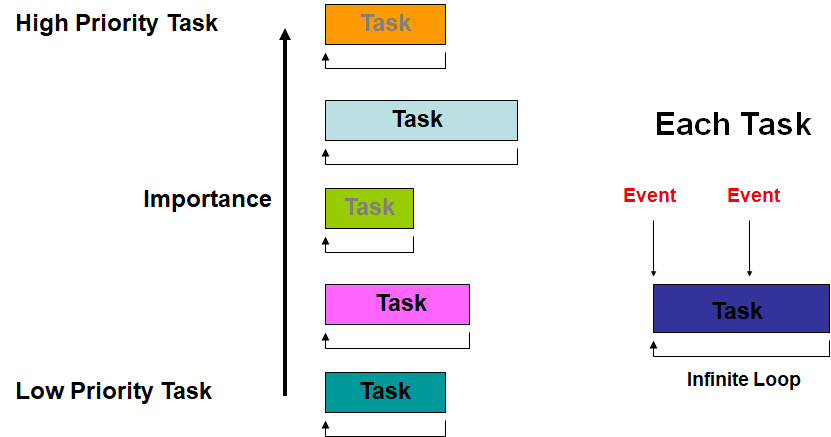 High Priority Task
Task
Task
Each Task
Importance
Task
Event
Event
Task
Task
Infinite Loop
Low Priority Task
Task